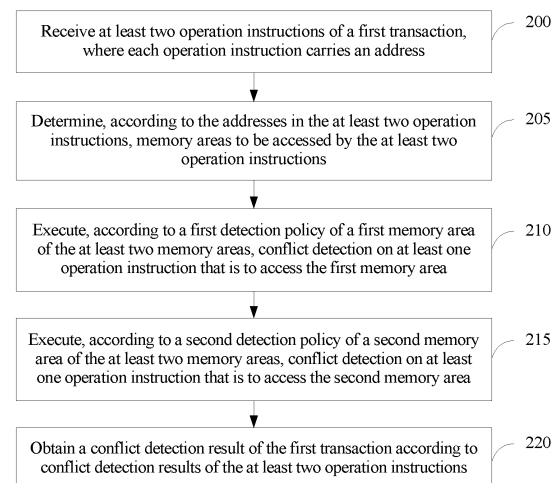 Receive at least two operation instructions of a first transaction,
where each operation instruction carries an address
200
Determine, according to the addresses in the at least two operation
instructions, memory areas to be accessed by the at least two
operation instructions
205
Execute, according to a first detection policy of a first memory area
of the at least two memory areas, conflict detection on at least one
operation instruction that is to access the first memory area
210
Execute, according to a second detection policy of a second memory
area of the at least two memory areas, conflict detection on at least
one operation instruction that is to access the second memory area
215
Obtain a conflict detection result of the first transaction according to
conflict detection results of the at least two operation instructions
220